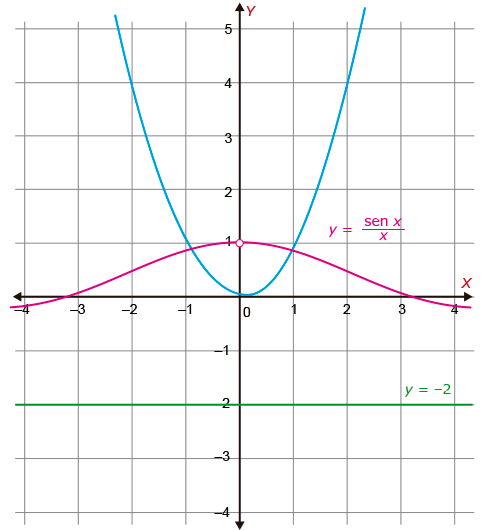 Y
5
4
3
2
1
y = sen x / x
X
–4 –3 –2 –1 0 1 2 3 4
–1
y = –2
–2
–3
–4